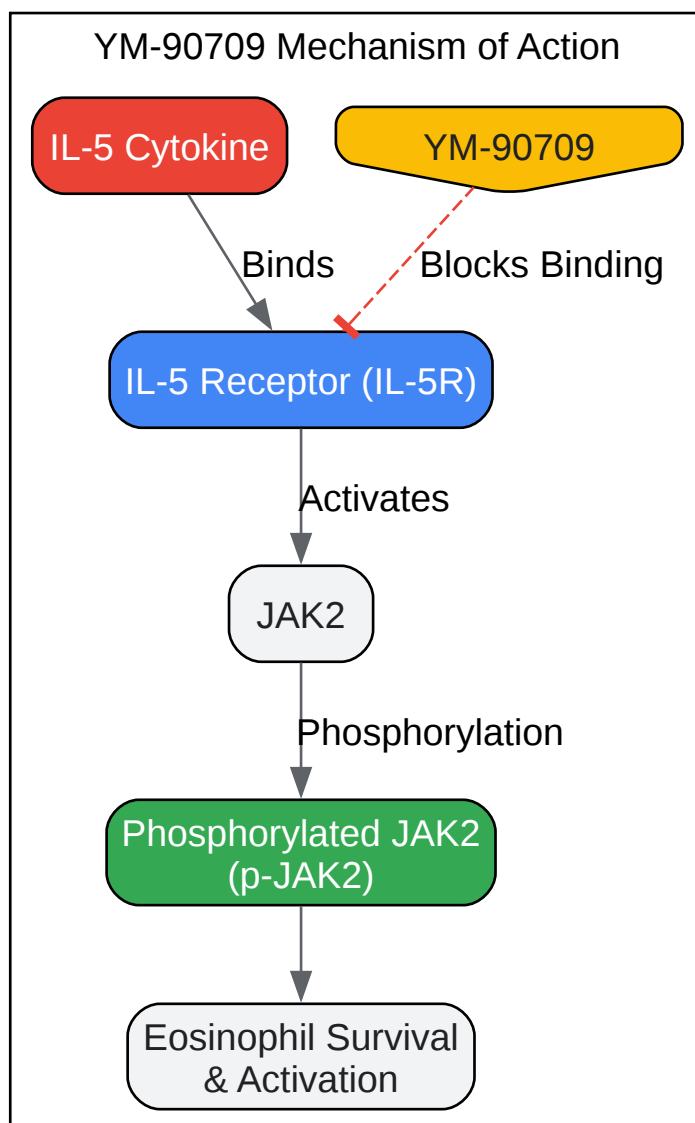 YM-90709 Mechanism of Action
IL-5 Cytokine
YM-90709
Binds
Blocks Binding
IL-5 Receptor (IL-5R)
Activates
JAK2
Phosphorylation
Phosphorylated JAK2
(p-JAK2)
Eosinophil Survival
& Activation